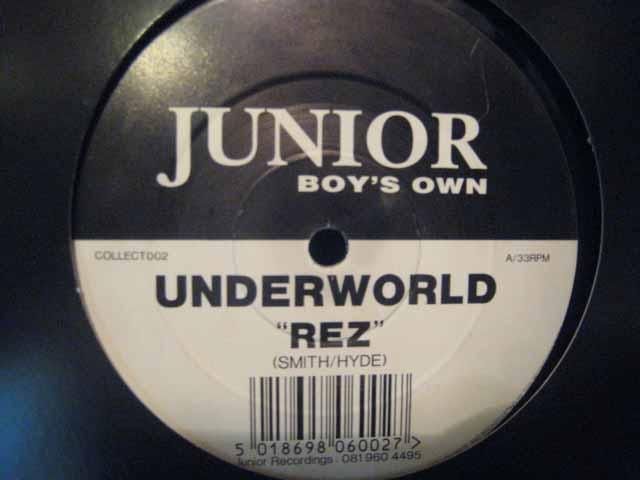 JUNIOR
BOY'S OWN
COLLECT002
A/33RPM
UNDERWORLD
"REZ"
(SMITH/HYDE)
5 018698 060027 >
Junior Recordings . 081 960 4495